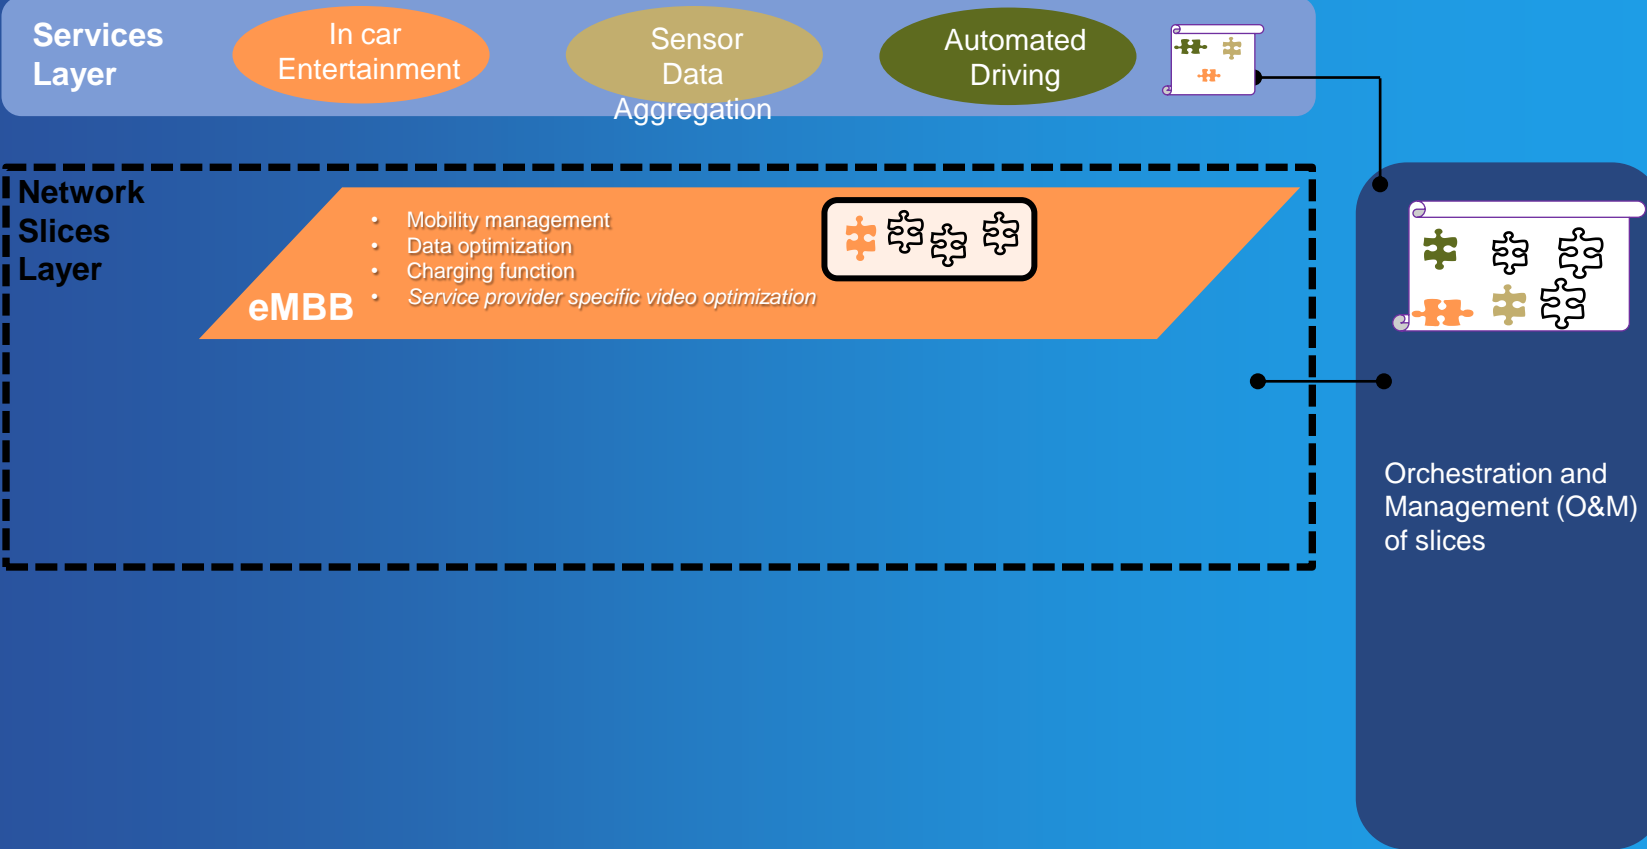 Services
Layer
In car
Entertainment
Sensor
Data
Aggregation
Automated
Driving
Network
Slices
Layer
• Mobility management
• Data optimization
• Charging function
• Service provider specific video optimization
eMBB
Orchestration and
Management (O&M)
of slices